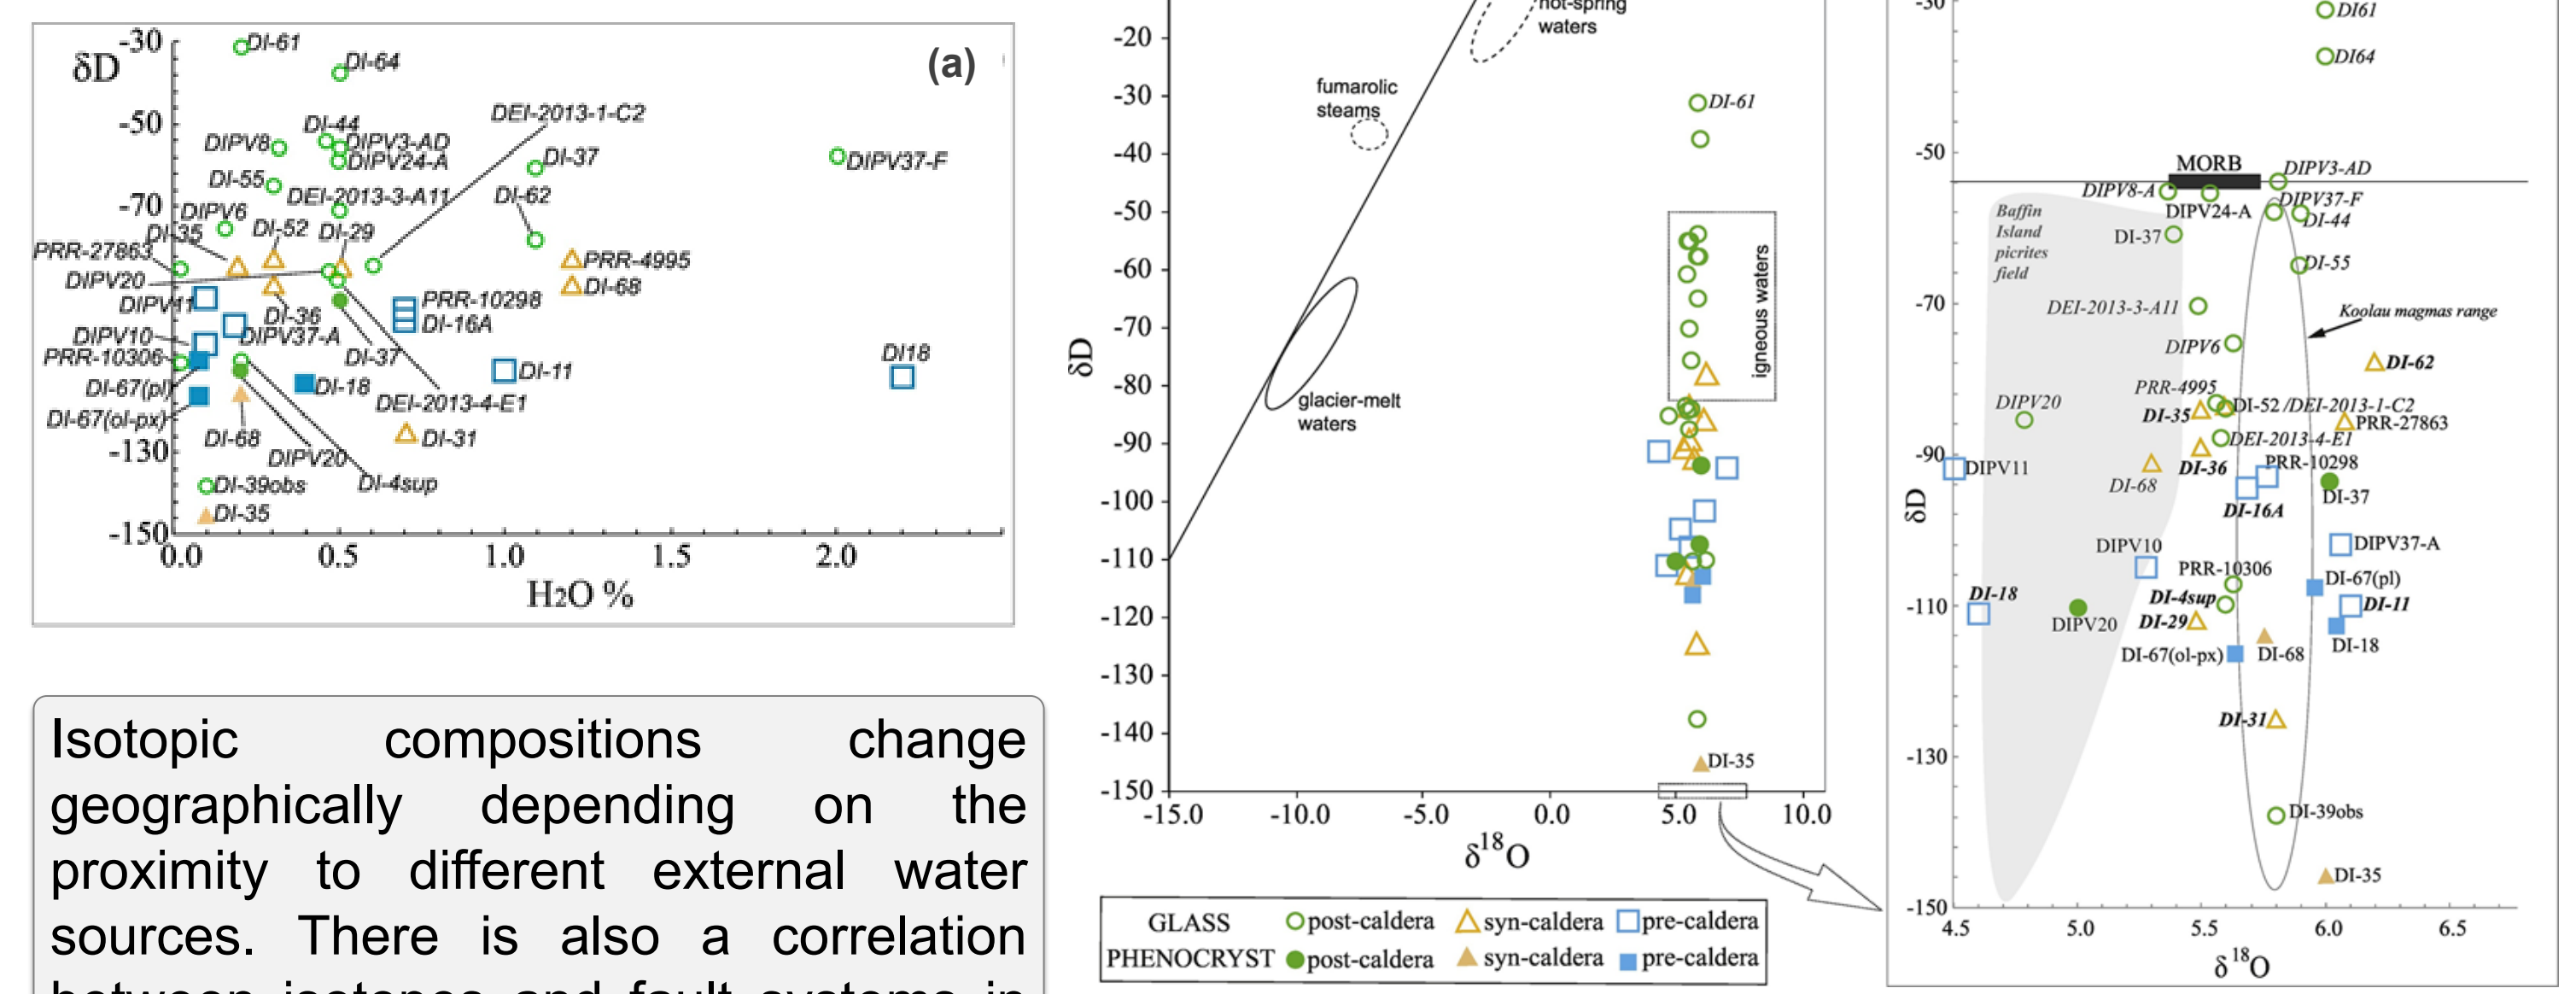 (a)
δD
-30
-50
-70
-130
-150
0.0 0.5 1.0 1.5 2.0
H2O %
DI-61
DI-64
DEI-2013-1-C2
DI-44
DIPV8
DIPV3-AD
DIPV24-A
DI-37
DIPV37-F
DI-55
DEI-2013-3-A11
DI-62
DIPV6
DI-35
DI-52
DI-29
PRR-27863
PRR-4995
DIPV20
DI-68
DIPV11
DI-36
PRR-10298
DI-16A
DIPV10
DIPV37-A
PRR-10306
DI-37
DI18
DI-67(pl)
DI-18
DI-11
DEI-2013-4-E1
DI-67(ol-px)
DI-68
DI-31
DIPV20
DI-4sup
DI-39obs
DI-35
Isotopic compositions change
geographically depending on the
proximity to different external water
sources. There is also a correlation
between isotopes and fault systems in
hot-spring
waters
fumarolic
steams
glacier-melt
waters
igneous waters
DI-61
DI-35
δD
-20
-30
-40
-50
-60
-70
-80
-90
-100
-110
-120
-130
-140
-150
-15.0 -10.0 -5.0 0.0 5.0 10.0
δ18O
GLASS post-caldera syn-caldera pre-caldera
PHENOCRYST post-caldera syn-caldera pre-caldera
-30
-50
-70
-90
-110
-130
-150
δD
4.5 5.0 5.5 6.0 6.5
δ18O
DI61
DI64
MORB
DIPV3-AD
DIPV8-A
DIPV37-F
DIPV24-A
DI-44
Baffin
Island
picrites
field
DI-37
DI-55
DEI-2013-3-A11
Koolau magmas range
DIPV6
DI-62
PRR-4995
DIPV20
DI-35
DI-52 /DEI-2013-1-C2
PRR-27863
DEI-2013-4-E1
DIPV11
DI-36
PRR-10298
DI-68
DI-37
DI-16A
DIPV10
DIPV37-A
PRR-10306
DI-67(pl)
DI-18
DI-4sup
DI-11
DIPV20
DI-29
DI-18
DI-67(ol-px)
DI-68
DI-31
DI-39obs
DI-35